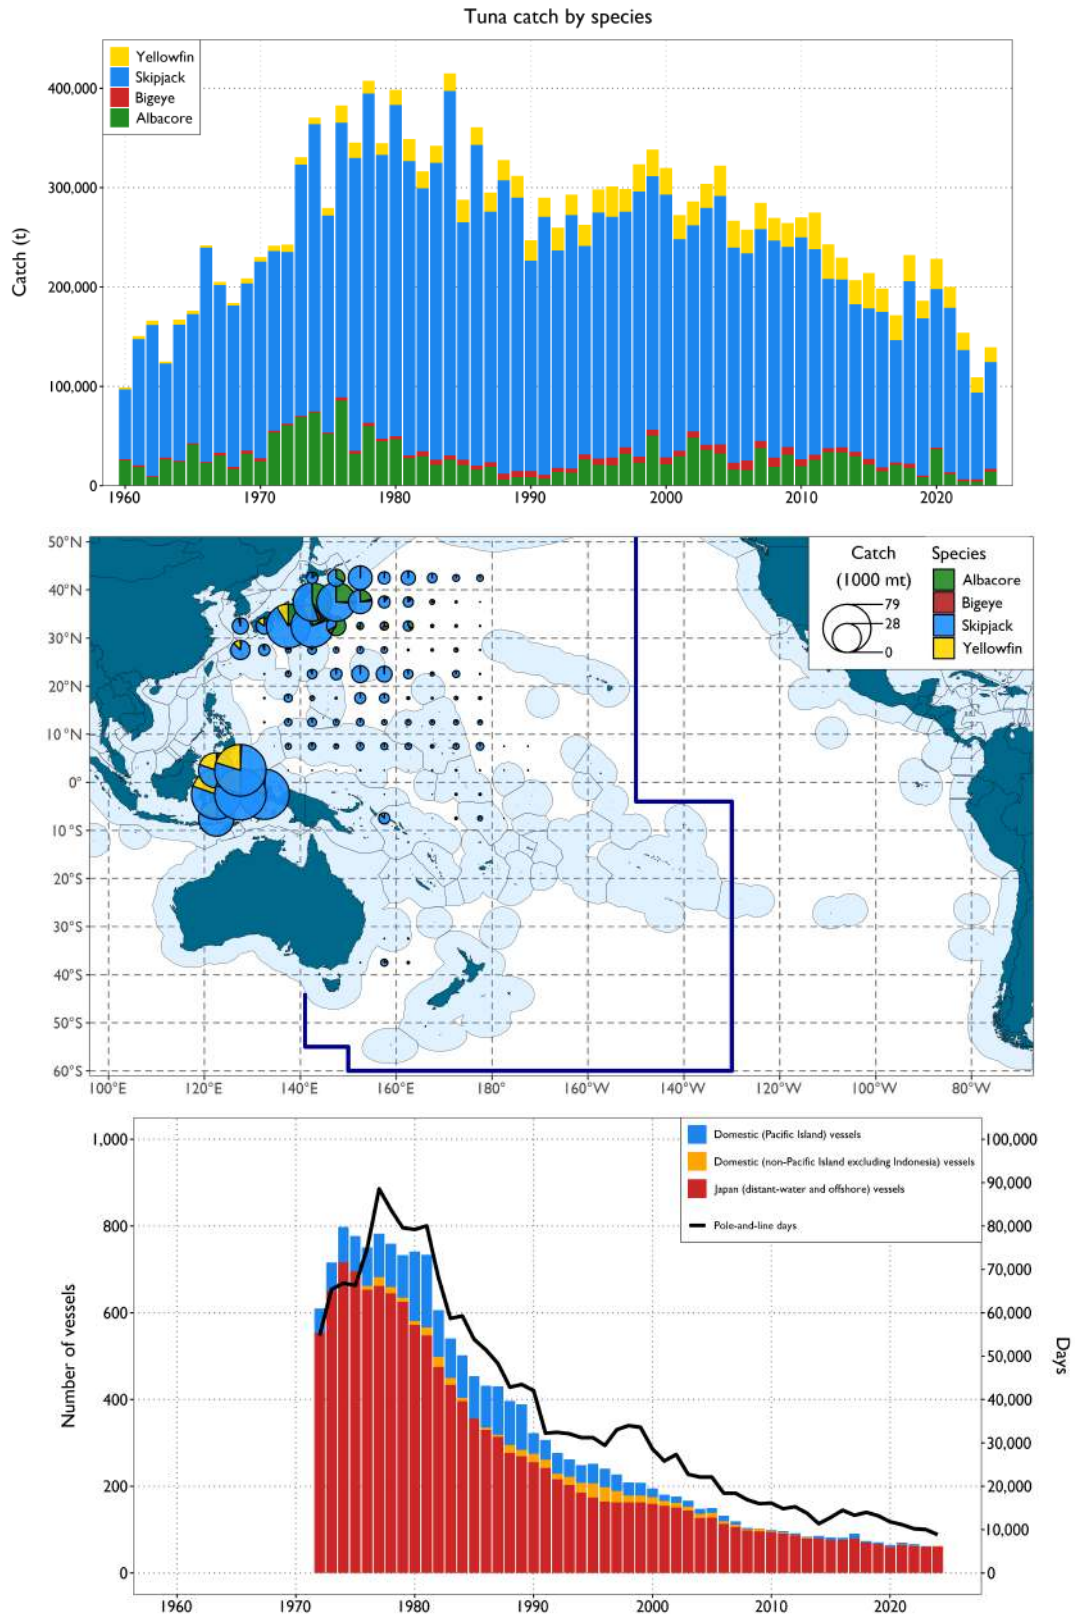 Tuna catch by species
Yellowfin
Skipjack
Bigeye
Albacore
Catch (t)
400,000
300,000
200,000
100,000
0
1960 1970 1980 1990 2000 2010 2020
50°N
40°N
30°N
20°N
10°N
0°
10°S
20°S
30°S
40°S
50°S
60°S
Catch
(1000 mt)
79
28
0
Species
Albacore
Bigeye
Skipjack
Yellowfin
100°E 120°E 140°E 160°E 180° 160°W 140°W 120°W 100°W 80°W
Domestic (Pacific Island) vessels
Domestic (non-Pacific Island excluding Indonesia) vessels
Japan (distant-water and offshore) vessels
Pole-and-line days
Number of vessels
1,000
800
600
400
200
0
100,000
90,000
80,000
70,000
60,000
50,000
40,000
30,000
20,000
10,000
0
Days
1960 1970 1980 1990 2000 2010 2020